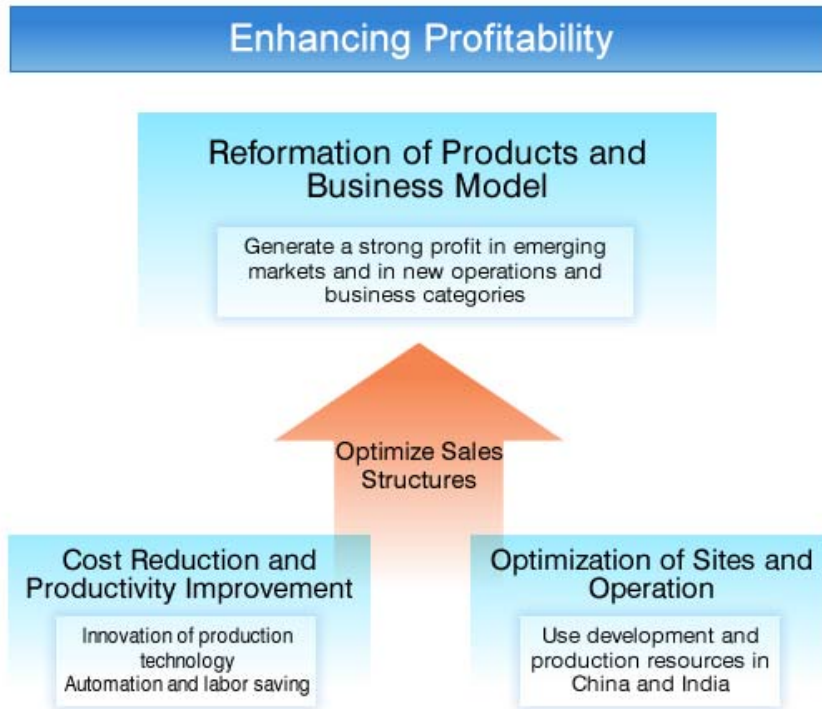 Enhancing Profitability
Reformation of Products and
Business Model
Generate a strong profit in emerging
markets and in new operations and
business categories
Optimize Sales
Structures
Cost Reduction and
Productivity Improvement
Innovation of production
technology
Automation and labor saving
Optimization of Sites and
Operation
Use development and
production resources in
China and India